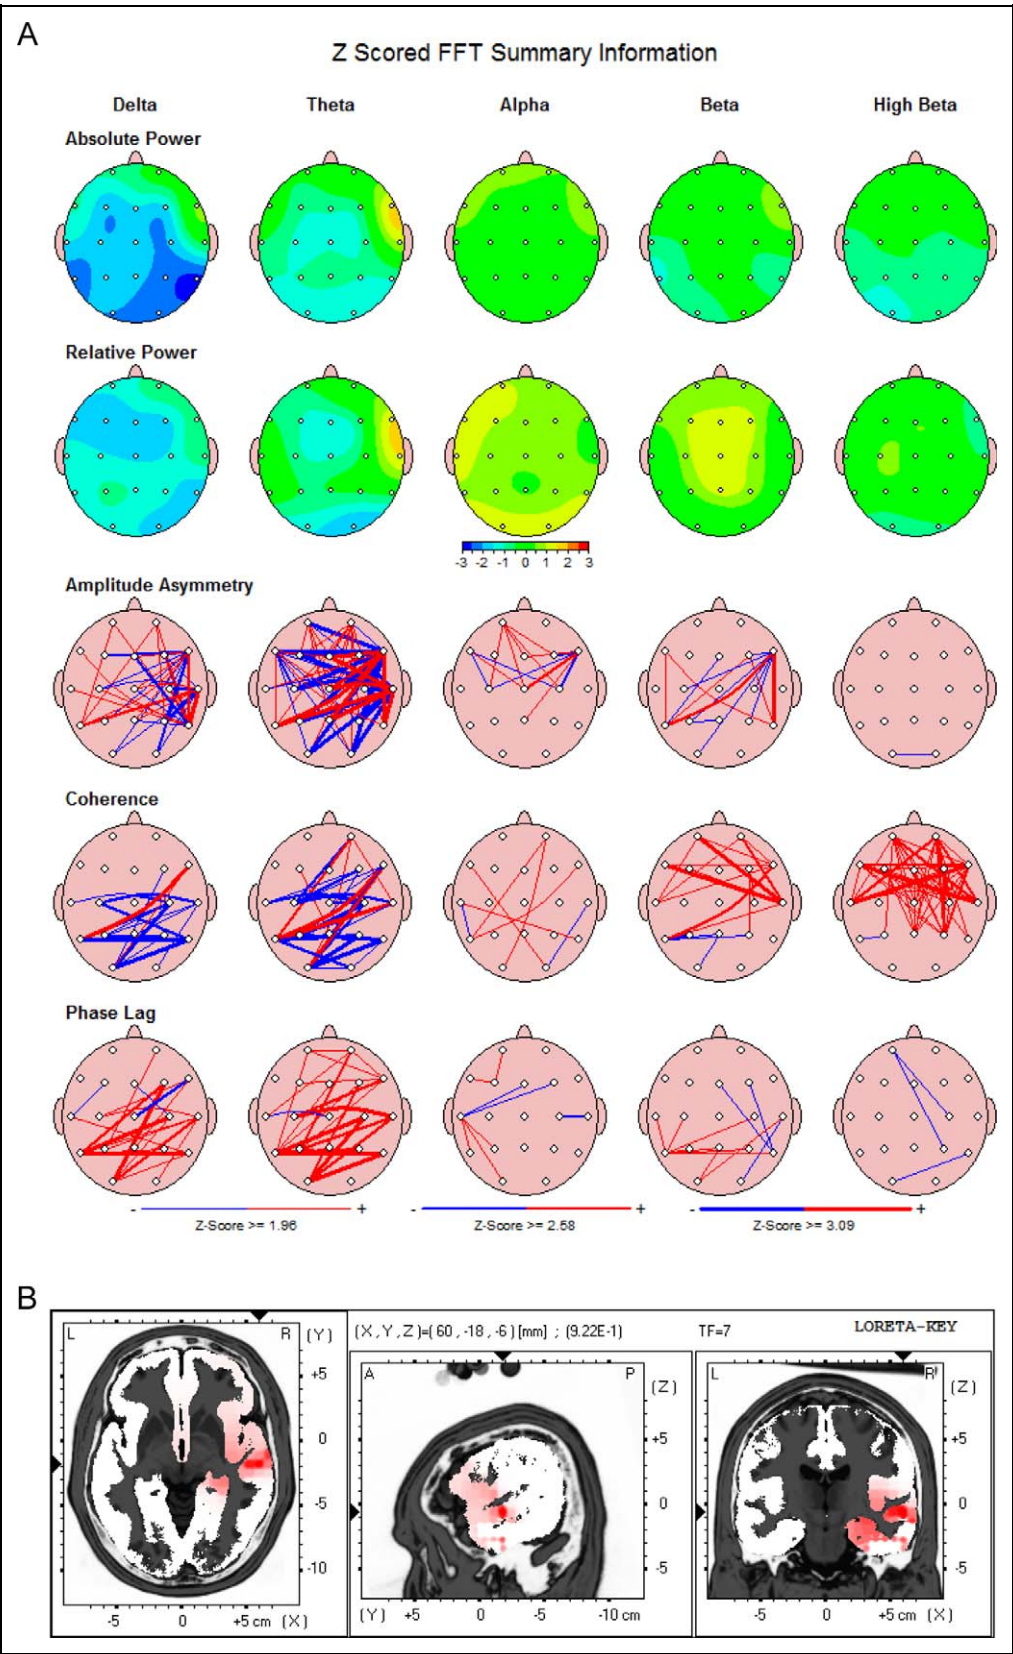 A
Z Scored FFT Summary Information
Delta Theta Alpha Beta High Beta
Absolute Power
Relative Power
-3 -2 -1 0 1 2 3
Amplitude Asymmetry
Coherence
Phase Lag
- + - + - +
Z-Score >= 1.96 Z-Score >= 2.58 Z-Score >= 3.09
B
L R (Y) (X,Y,Z)=(60,-18,-6)[mm] ; (9.22E-1) TF=7 LORETA-KEY
A P (Z) L R (Z)
+5 +5 +5
0 0 0
-5 -5 -5
-10
-5 0 +5 cm (X) (Y) +5 0 -5 -10 cm -5 0 +5 cm (X)